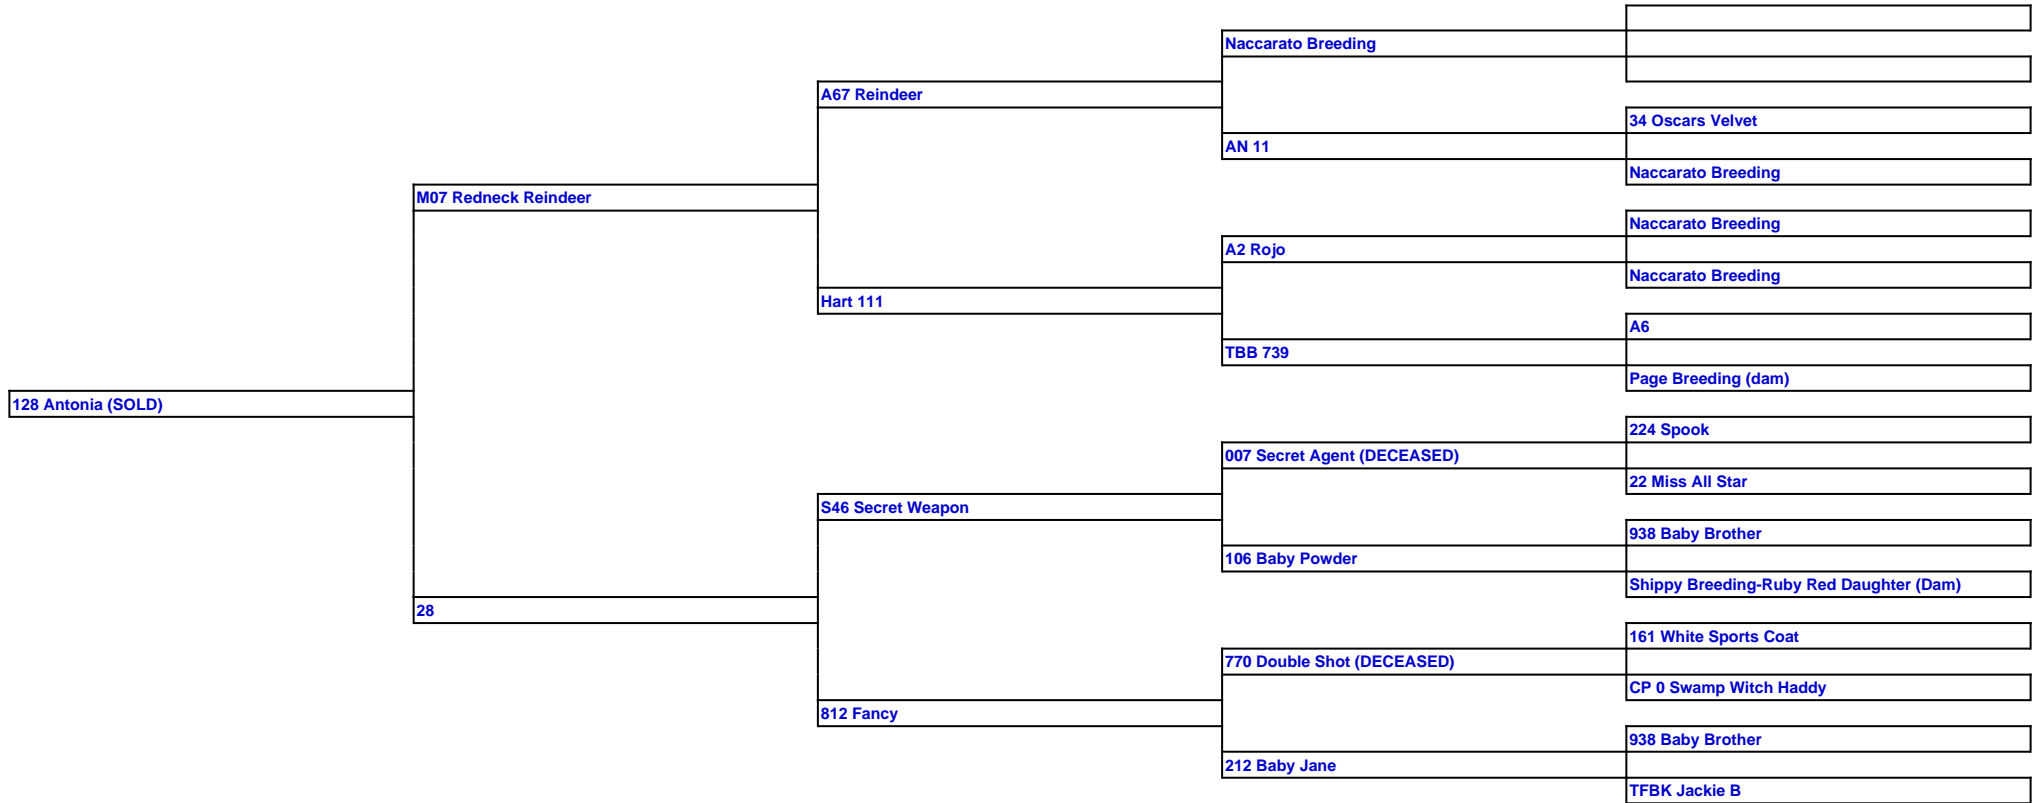 Naccarato Breeding
A67 Reindeer
34 Oscars Velvet
AN 11
Naccarato Breeding
M07 Redneck Reindeer
Naccarato Breeding
A2 Rojo
Naccarato Breeding
Hart 111
A6
TBB 739
Page Breeding (dam)
128 Antonia (SOLD)
224 Spook
007 Secret Agent (DECEASED)
22 Miss All Star
S46 Secret Weapon
938 Baby Brother
106 Baby Powder
Shippy Breeding-Ruby Red Daughter (Dam)
28
161 White Sports Coat
770 Double Shot (DECEASED)
CP 0 Swamp Witch Haddy
812 Fancy
938 Baby Brother
212 Baby Jane
TFBK Jackie B